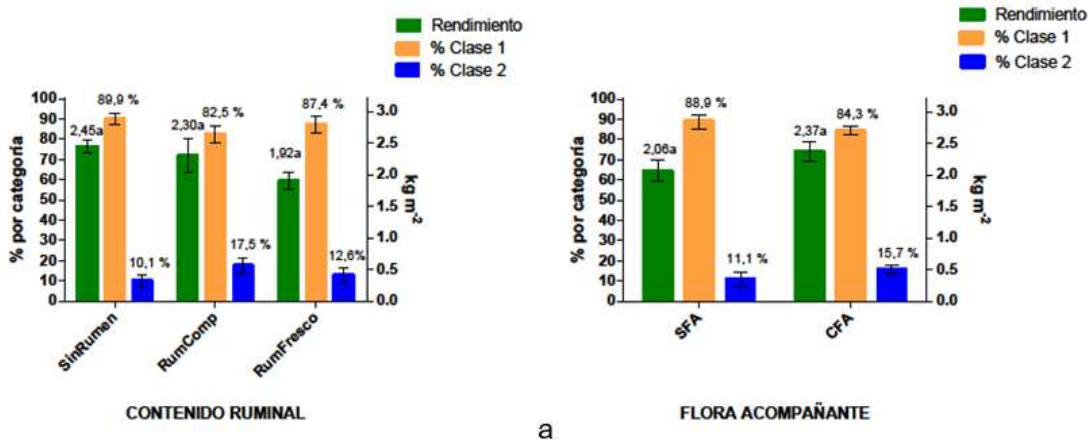 Rendimiento
% Clase 1
% Clase 2
% por categoría
100
90
80
70
60
50
40
30
20
10
0
2,45a
89,9 %
10,1 %
2,30a
82,5 %
17,5 %
1,92a
87,4 %
12,6%
3.0
2.5
2.0
1.5
1.0
0.5
0.0
kg m-2
SinRumen
RumComp
RumFresco
CONTENIDO RUMINAL
a
Rendimiento
% Clase 1
% Clase 2
% por categoría
100
90
80
70
60
50
40
30
20
10
0
2,06a
88,9 %
11,1 %
2,37a
84,3 %
15,7 %
3.0
2.5
2.0
1.5
1.0
0.5
0.0
kg m-2
SFA
CFA
FLORA ACOMPAÑANTE